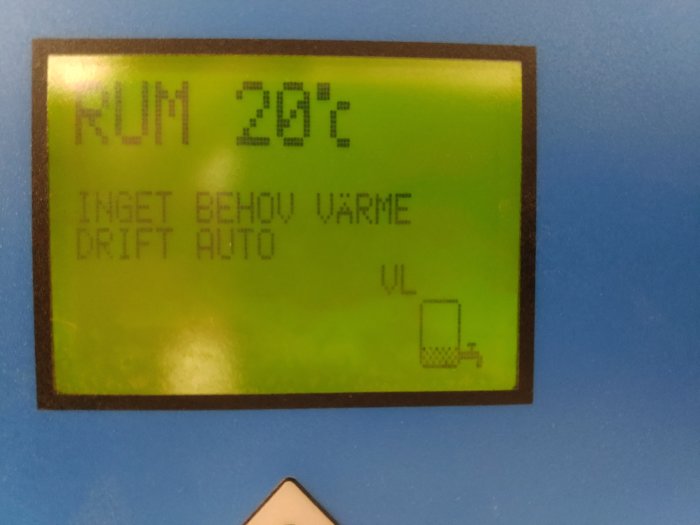 RUM 20°C
INGET BEHOV VÄRME
DRIFT AUTO
VL